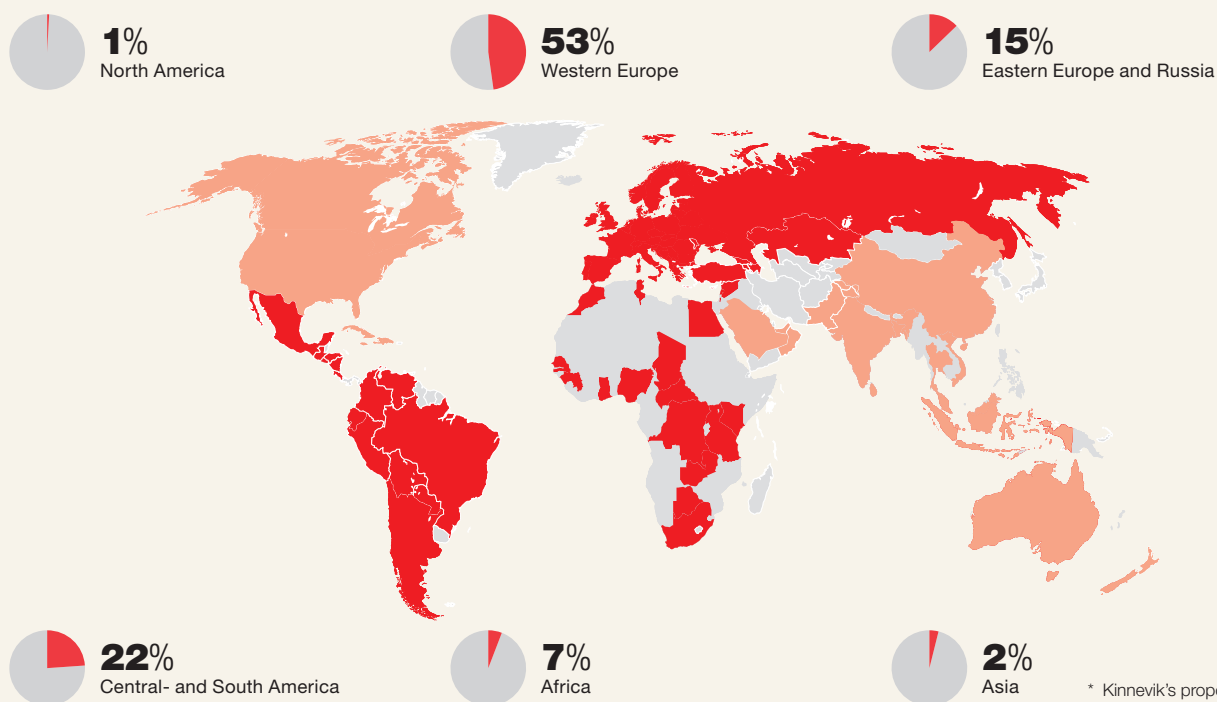 1%
North America
53%
Western Europe
15%
Eastern Europe and Russia
22%
Central- and South America
7%
Africa
2%
Asia
* Kinnevik's